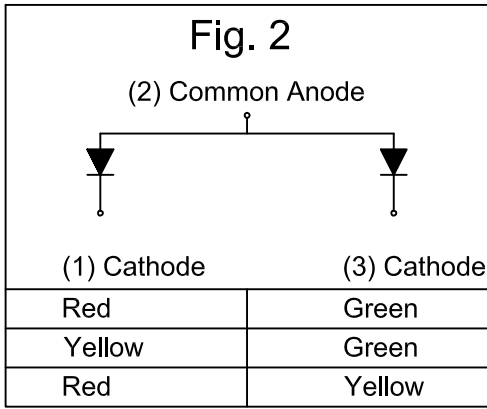 Fig. 2
(2) Common Anode
(1) Cathode (3) Cathode
Red Green
Yellow Green
Red Yellow